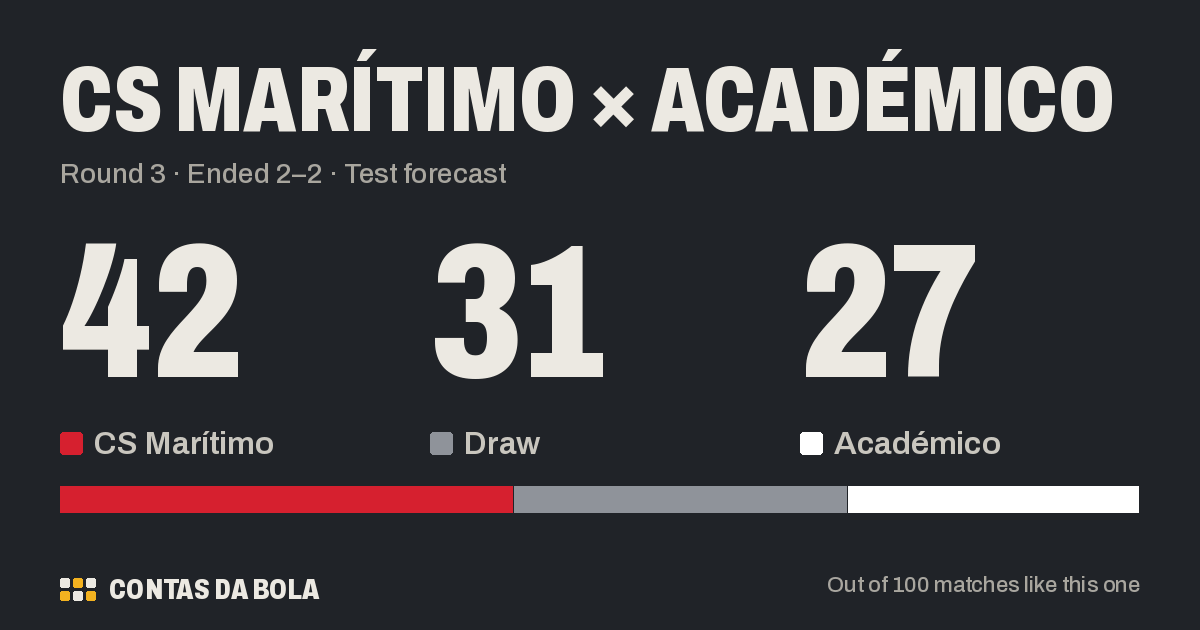 CS MARÍTIMO × ACADÉMICO
Round 3 · Ended 2–2 · Test forecast
42 31 27
CS Marítimo Draw Académico
CONTAS DA BOLA
Out of 100 matches like this one